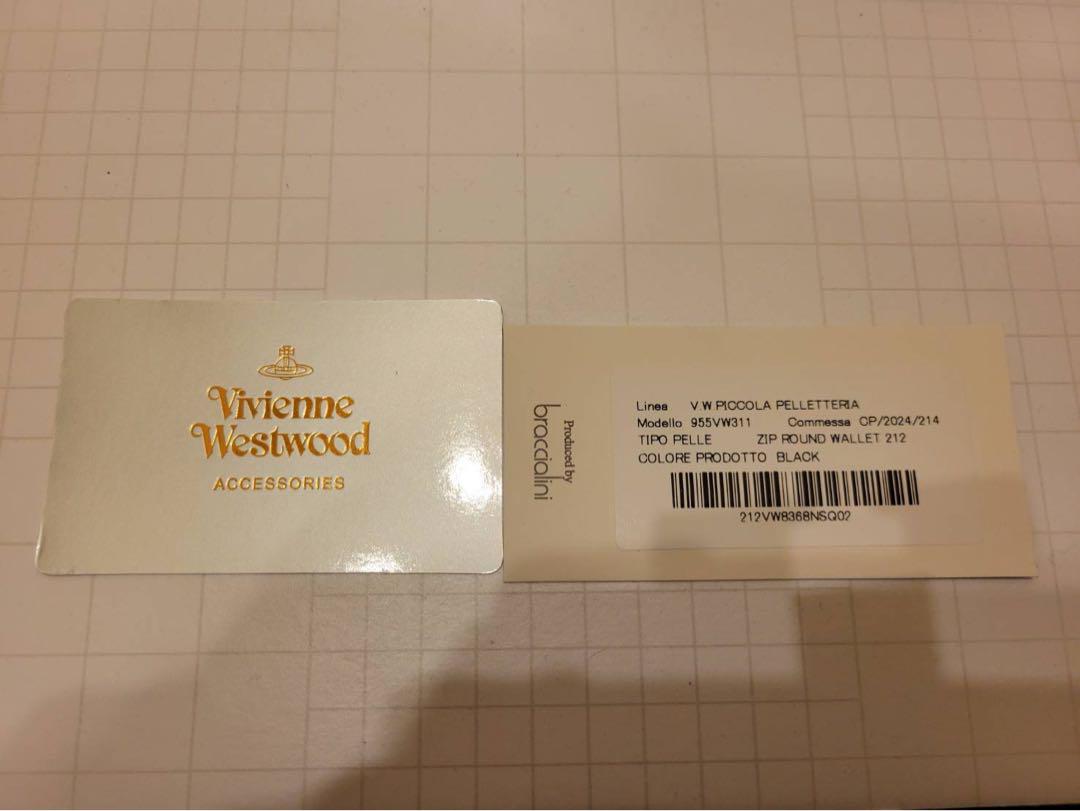 Vivienne
Westwood
ACCESSORIES
Produced by
braccialini
Linea V.W PICCOLA PELLETTERIA
Modello 955VW311 Commessa CP/2024/214
TIPO PELLE ZIP ROUND WALLET 212
COLORE PRODOTTO BLACK
212VW8368NSQ02